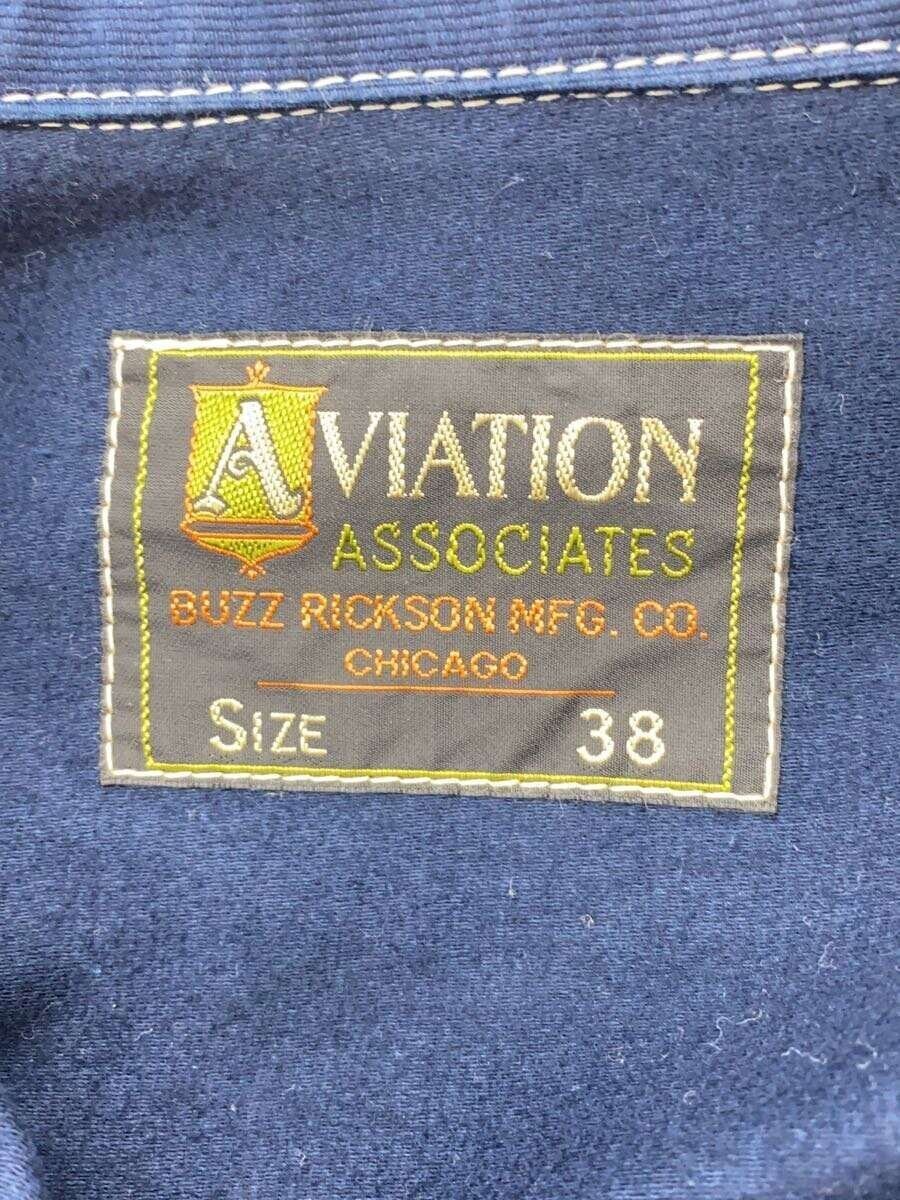 AVIATION
ASSOCIATES
BUZZ RICKSON MFG. CO.
CHICAGO
SIZE 38